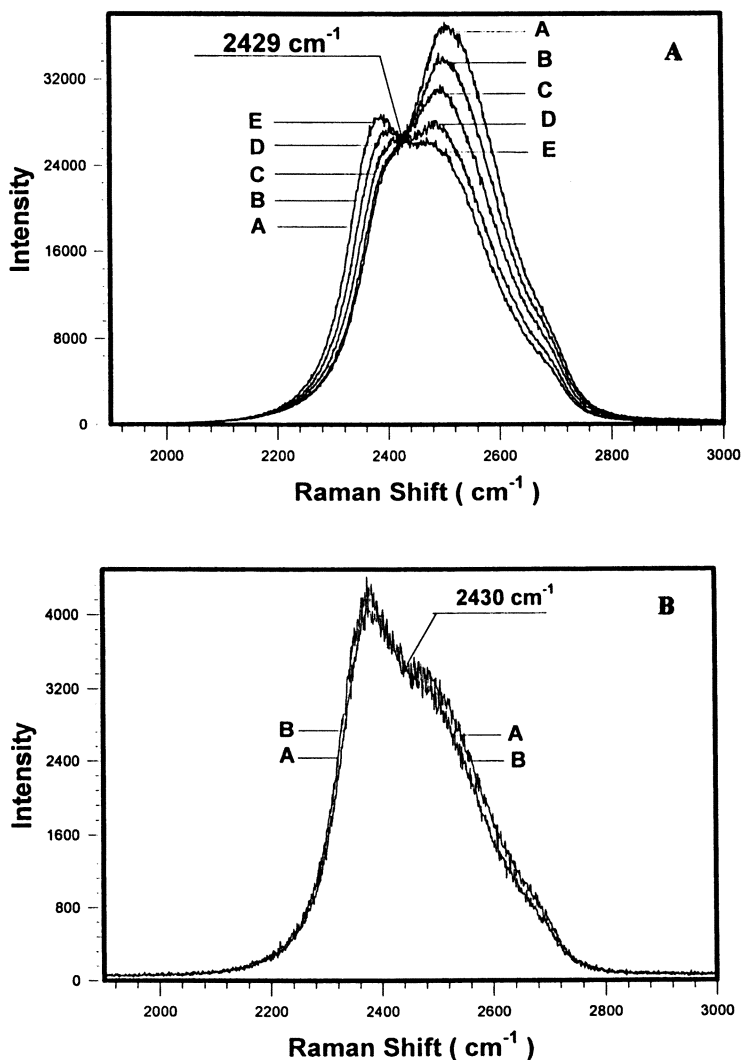 2429 cm-1
A
A
B
C
D
E
E
D
C
B
A
32000
24000
16000
8000
0
Intensity
2000 2200 2400 2600 2800 3000
Raman Shift ( cm-1 )
2430 cm-1
B
B
A
A
B
4000
3200
2400
1600
800
0
Intensity
2000 2200 2400 2600 2800 3000
Raman Shift ( cm-1 )